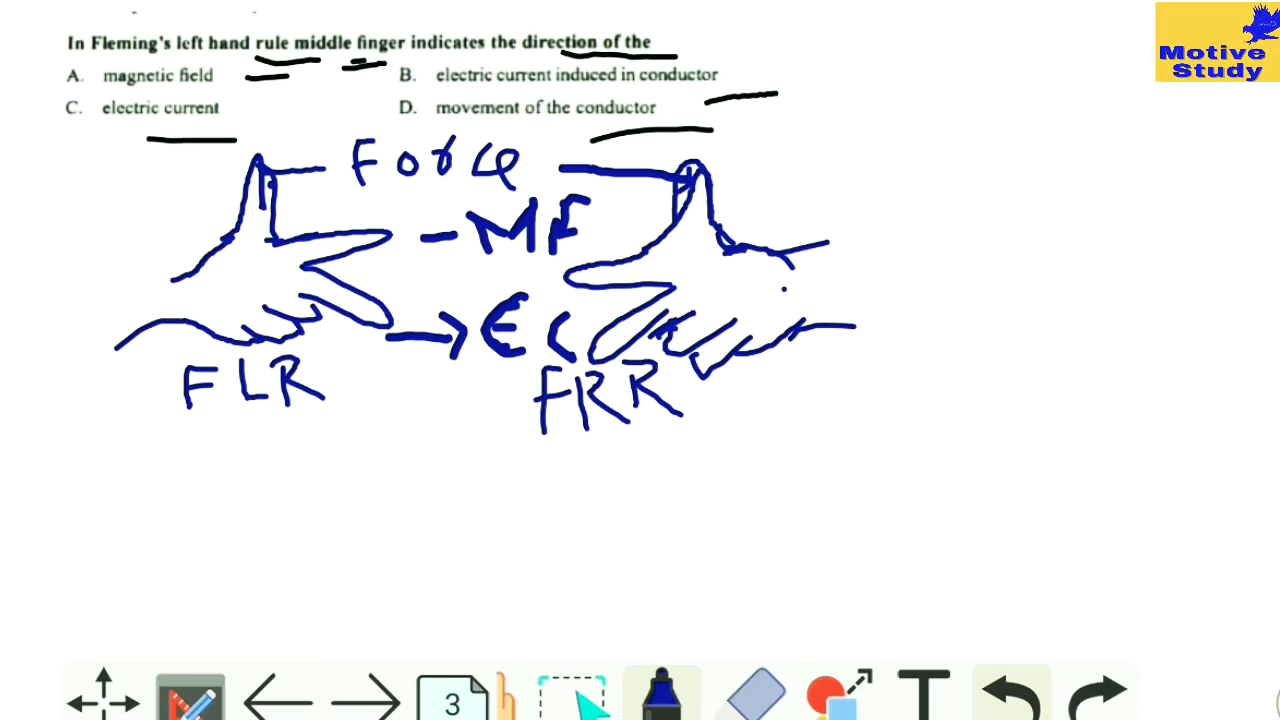 Motive
Study
In Fleming's left hand rule middle finger indicates the direction of the
A. magnetic field B. electric current induced in conductor
C. electric current D. movement of the conductor
Force
MF
EC
FLR FRR
3
T